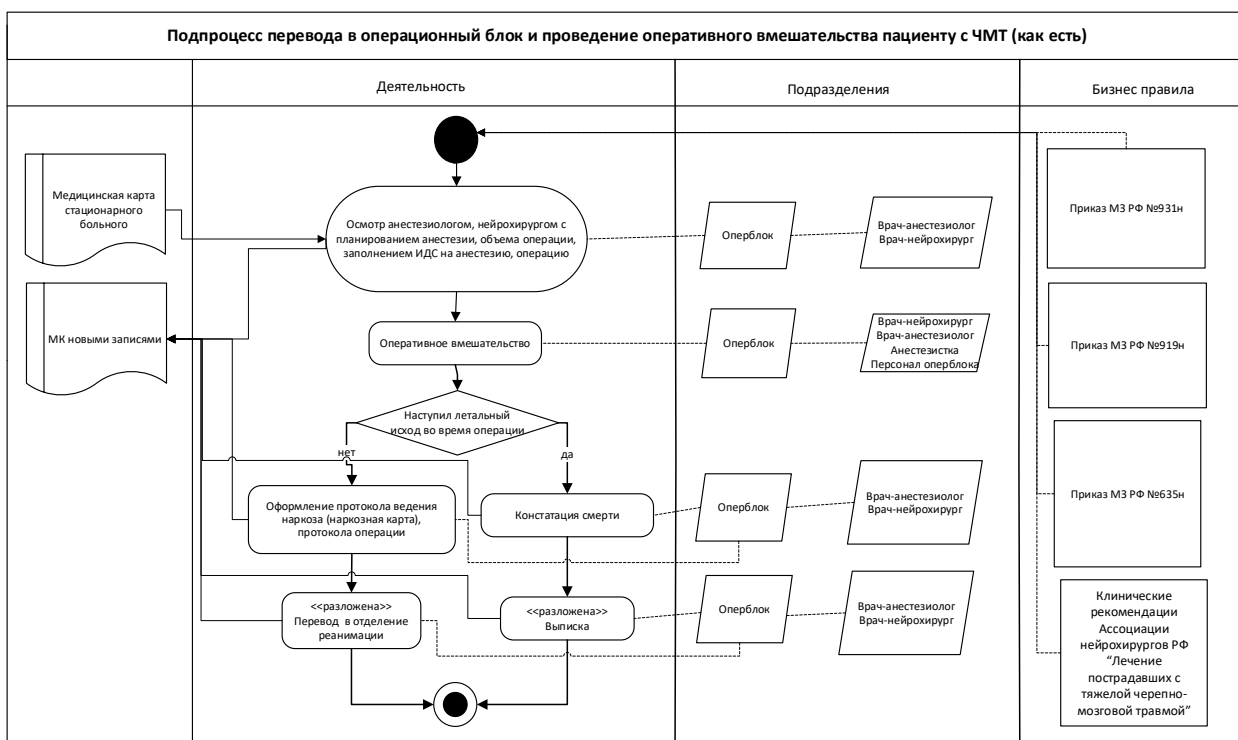 Подпроцесс перевода в операционный блок и проведение оперативного вмешательства пациенту с ЧМТ (как есть)
Деятельность
Подразделения
Бизнес правила
Медицинская карта
стационарного
больного
Осмотр анестезиологом, нейрохирургом с
планированием анестезии, объема операции,
заполнением ИДС на анестезию, операцию
Оперблок
Врач-анестезиолог
Врач-нейрохирург
Приказ МЗ РФ №931н
МК новыми записями
Оперативное вмешательство
Оперблок
Врач-нейрохирург
Врач-анестезиолог
Анестезистка
Персонал оперблока
Приказ МЗ РФ №919н
Наступил летальный
исход во время операции
нет
да
Оформление протокола ведения
наркоза (наркозная карта),
протокола операции
Констатация смерти
Оперблок
Врач-анестезиолог
Врач-нейрохирург
Приказ МЗ РФ №635н
<<разложена>>
Перевод в отделение
реанимации
<<разложена>>
Выписка
Оперблок
Врач-анестезиолог
Врач-нейрохирург
Клинические
рекомендации
Ассоциации
нейрохирургов РФ
“Лечение
пострадавших с
тяжелой черепно-
мозговой травмой”